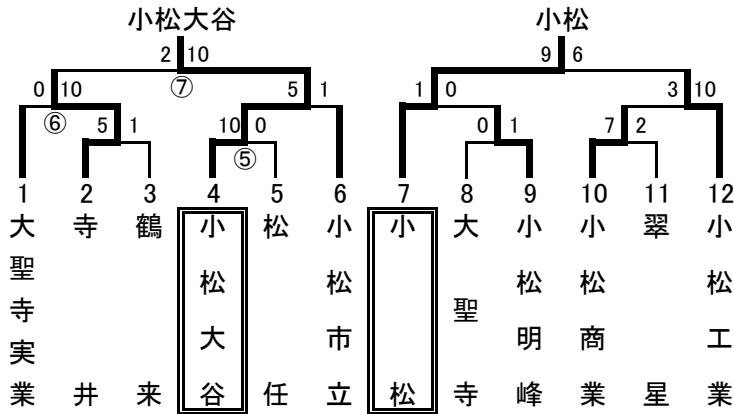 小松大谷 小松
2 10 9 6
0 10 5 1 1 0 3 10
⑦
⑥ 5 1 10 0 0 1 7 2
⑤
1 2 3 4 5 6 7 8 9 10 11 12
大聖寺実業
寺井
鶴来
小松大谷
松任
小松市立
小松
大聖寺
小松明峰
小松商業
翠星
小松工業